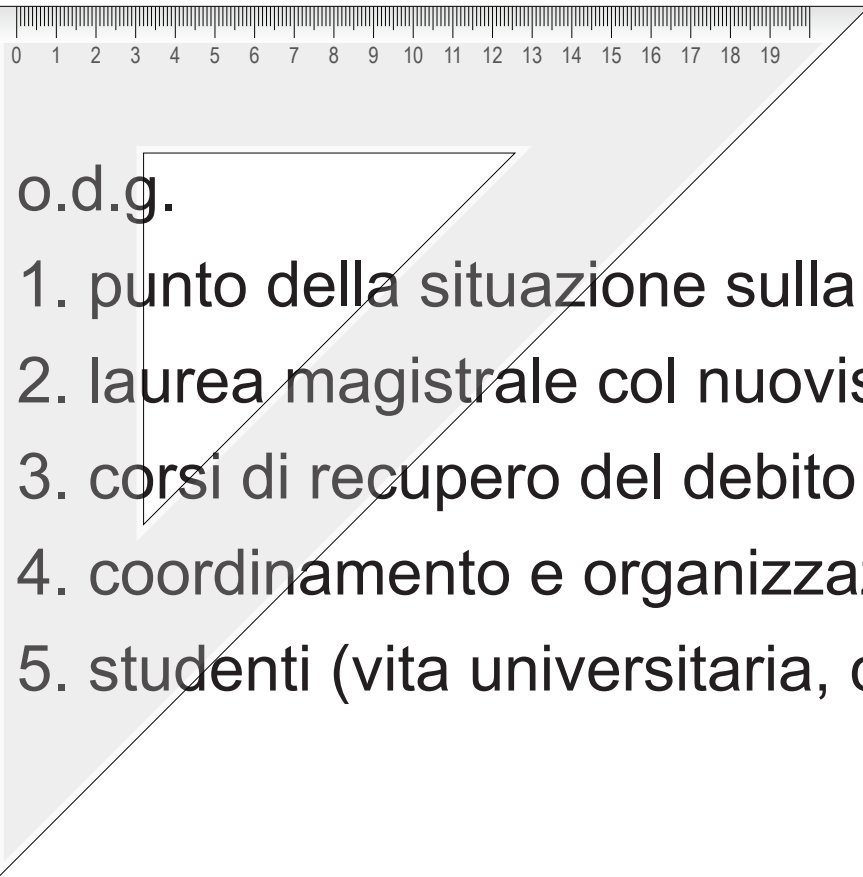 0 1 2 3 4 5 6 7 8 9 10 11 12 13 14 15 16 17 18 19
o.d.g.
1. punto della situazione sulla
2. laurea magistrale col nuovis
3. corsi di recupero del debito
4. coordinamento e organizza
5. studenti (vita universitaria,